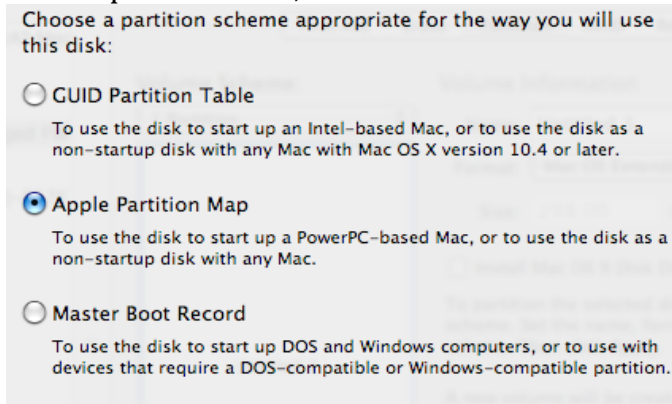 Choose a partition scheme appropriate for the way you will use
this disk:
GUID Partition Table
To use the disk to start up an Intel-based Mac, or to use the disk as a
non-startup disk with any Mac with Mac OS X version 10.4 or later.
Apple Partition Map
To use the disk to start up a PowerPC-based Mac, or to use the disk as a
non-startup disk with any Mac.
Master Boot Record
To use the disk to start up DOS and Windows computers, or to use with
devices that require a DOS-compatible or Windows-compatible partition.